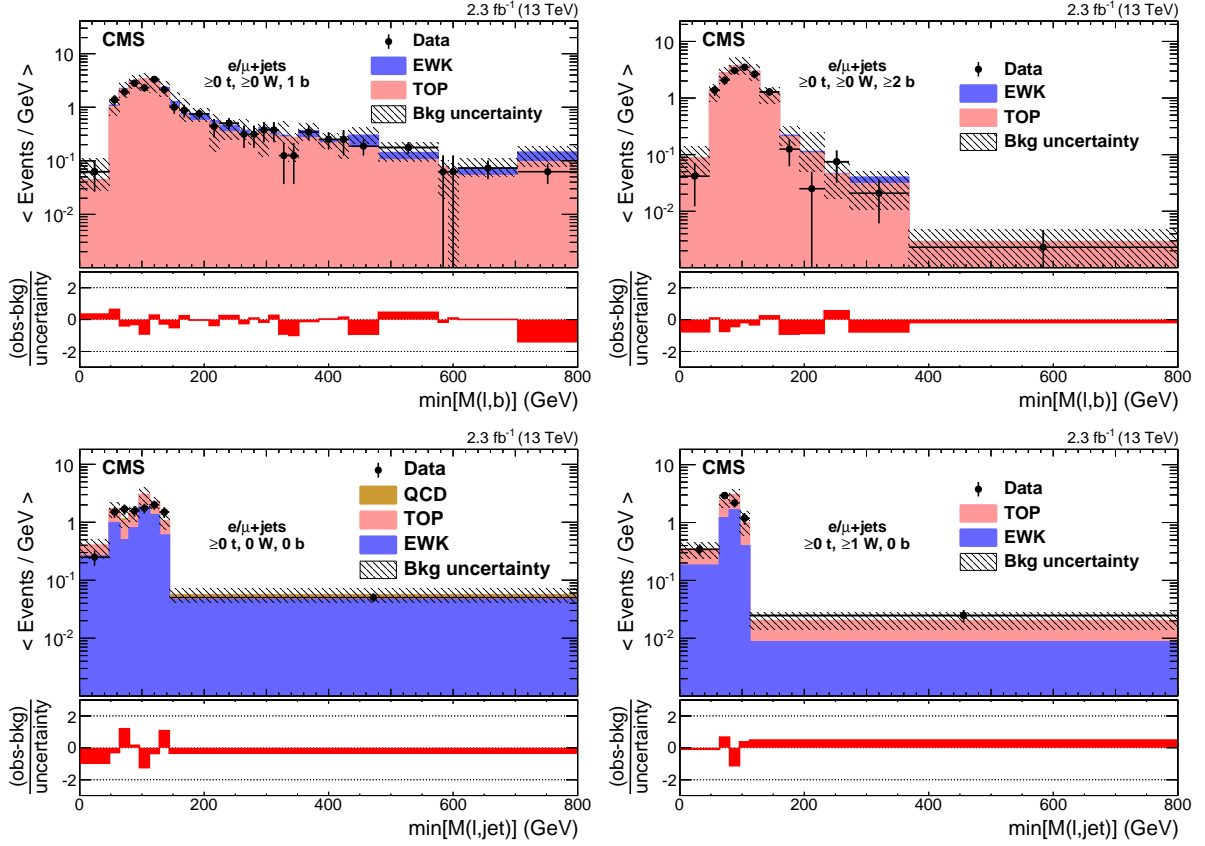 2.3 fb⁻¹ (13 TeV)
CMS
e/μ+jets
≥0 t, ≥0 W, 1 b
Data
EWK
TOP
Bkg uncertainty
< Events / GeV >
10
1
10⁻¹
10⁻²
(obs-bkg)
uncertainty
2
0
-2
0 200 400 600 800
min[M(l,b)] (GeV)
2.3 fb⁻¹ (13 TeV)
CMS
e/μ+jets
≥0 t, ≥0 W, ≥2 b
Data
EWK
TOP
Bkg uncertainty
< Events / GeV >
10
1
10⁻¹
10⁻²
(obs-bkg)
uncertainty
2
0
-2
0 200 400 600 800
min[M(l,b)] (GeV)
2.3 fb⁻¹ (13 TeV)
CMS
e/μ+jets
≥0 t, 0 W, 0 b
Data
QCD
TOP
EWK
Bkg uncertainty
< Events / GeV >
10
1
10⁻¹
10⁻²
(obs-bkg)
uncertainty
2
0
-2
0 200 400 600 800
min[M(l,jet)] (GeV)
2.3 fb⁻¹ (13 TeV)
CMS
e/μ+jets
≥0 t, ≥1 W, 0 b
Data
TOP
EWK
Bkg uncertainty
< Events / GeV >
10
1
10⁻¹
10⁻²
(obs-bkg)
uncertainty
2
0
-2
0 200 400 600 800
min[M(l,jet)] (GeV)